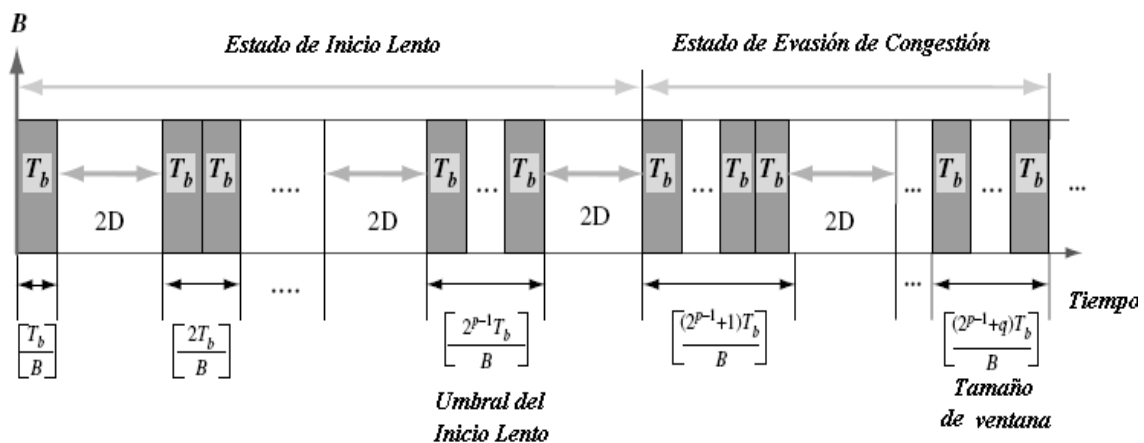 B
Estado de Inicio Lento
Estado de Evasión de Congestión
T_b
2D
T_b T_b
....
2D
T_b ... T_b
2D
T_b ... T_b T_b
2D
...
T_b ... T_b
...
[T_b/B]
[2T_b/B]
....
[2^{p-1}T_b/B]
[(2^{p-1}+1)T_b/B]
...
[(2^{p-1}+q)T_b/B]
Tiempo
Umbral del
Inicio Lento
Tamaño
de ventana